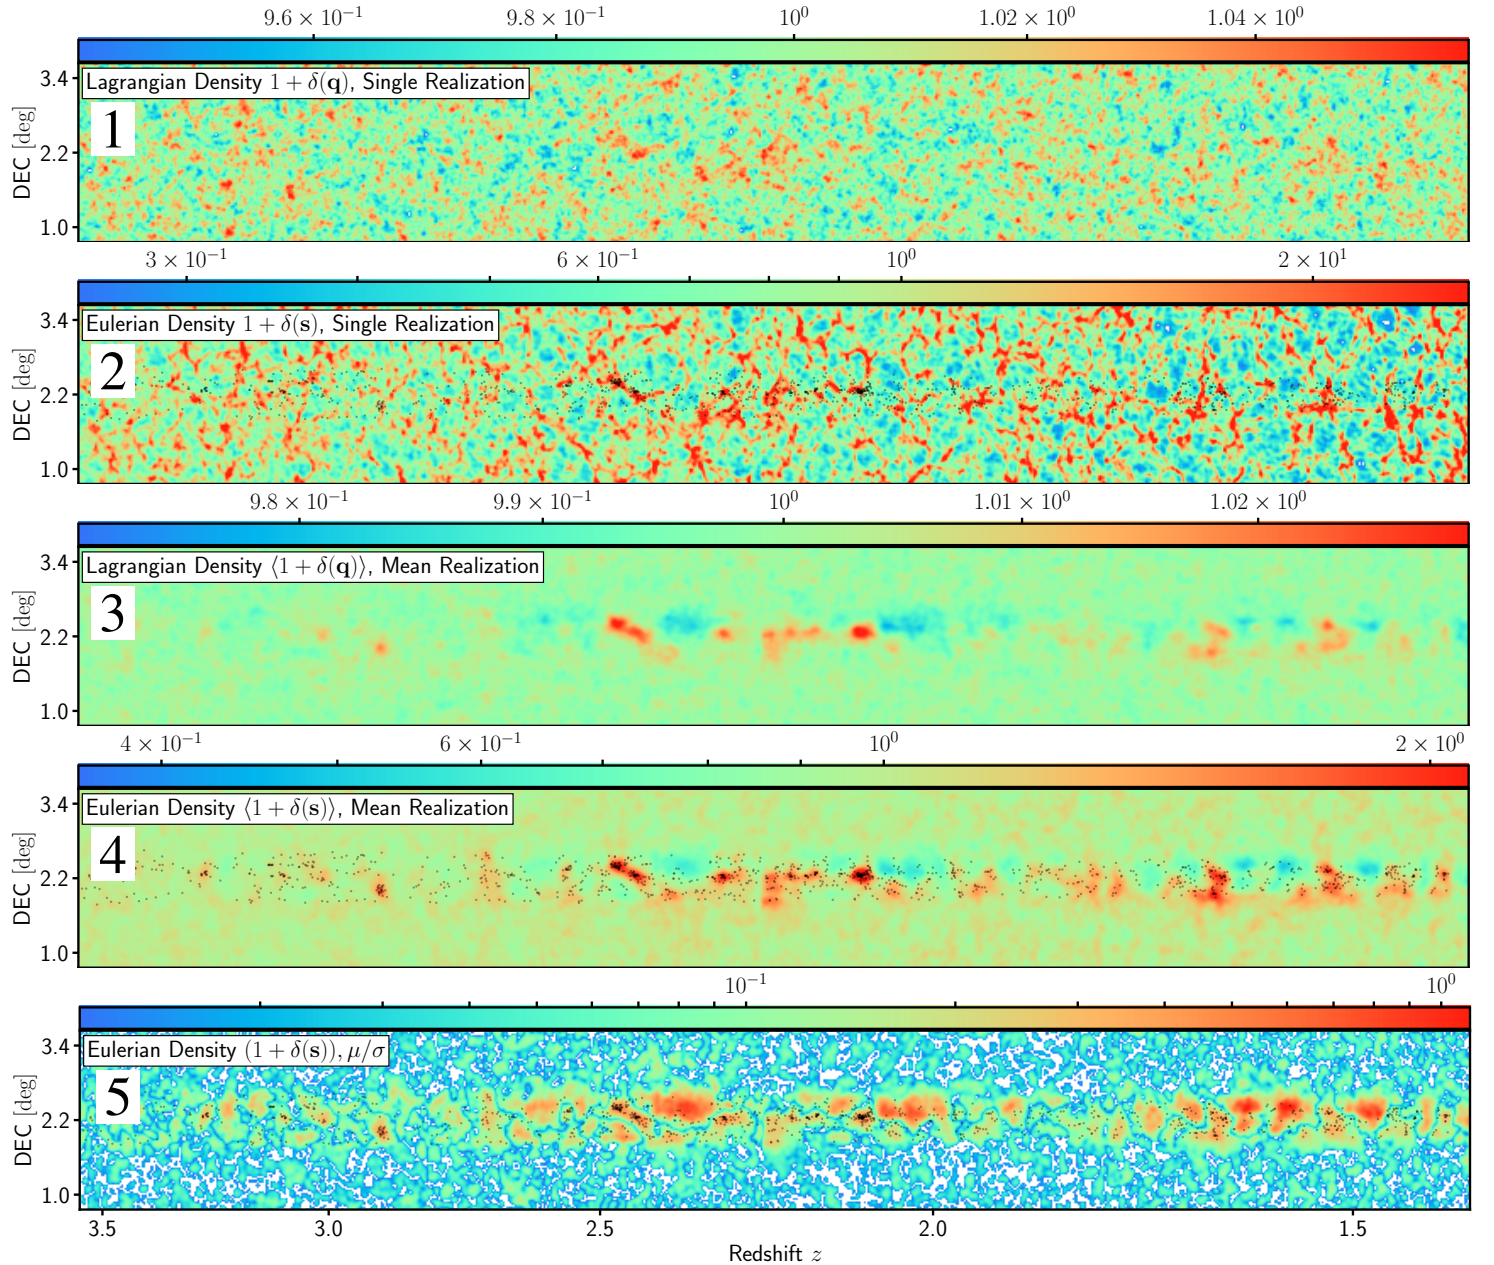 9.6 × 10⁻¹ 9.8 × 10⁻¹ 10⁰ 1.02 × 10⁰ 1.04 × 10⁰
Lagrangian Density 1 + δ(q), Single Realization
1
3.4
2.2
1.0
DEC [deg]
3 × 10⁻¹ 6 × 10⁻¹ 10⁰ 2 × 10¹
Eulerian Density 1 + δ(s), Single Realization
2
3.4
2.2
1.0
DEC [deg]
9.8 × 10⁻¹ 9.9 × 10⁻¹ 10⁰ 1.01 × 10⁰ 1.02 × 10⁰
Lagrangian Density ⟨1 + δ(q)⟩, Mean Realization
3
3.4
2.2
1.0
DEC [deg]
4 × 10⁻¹ 6 × 10⁻¹ 10⁰ 2 × 10⁰
Eulerian Density ⟨1 + δ(s)⟩, Mean Realization
4
3.4
2.2
1.0
DEC [deg]
10⁻¹ 10⁰
Eulerian Density (1 + δ(s)), μ/σ
5
3.4
2.2
1.0
DEC [deg]
3.5 3.0 2.5 2.0 1.5
Redshift z